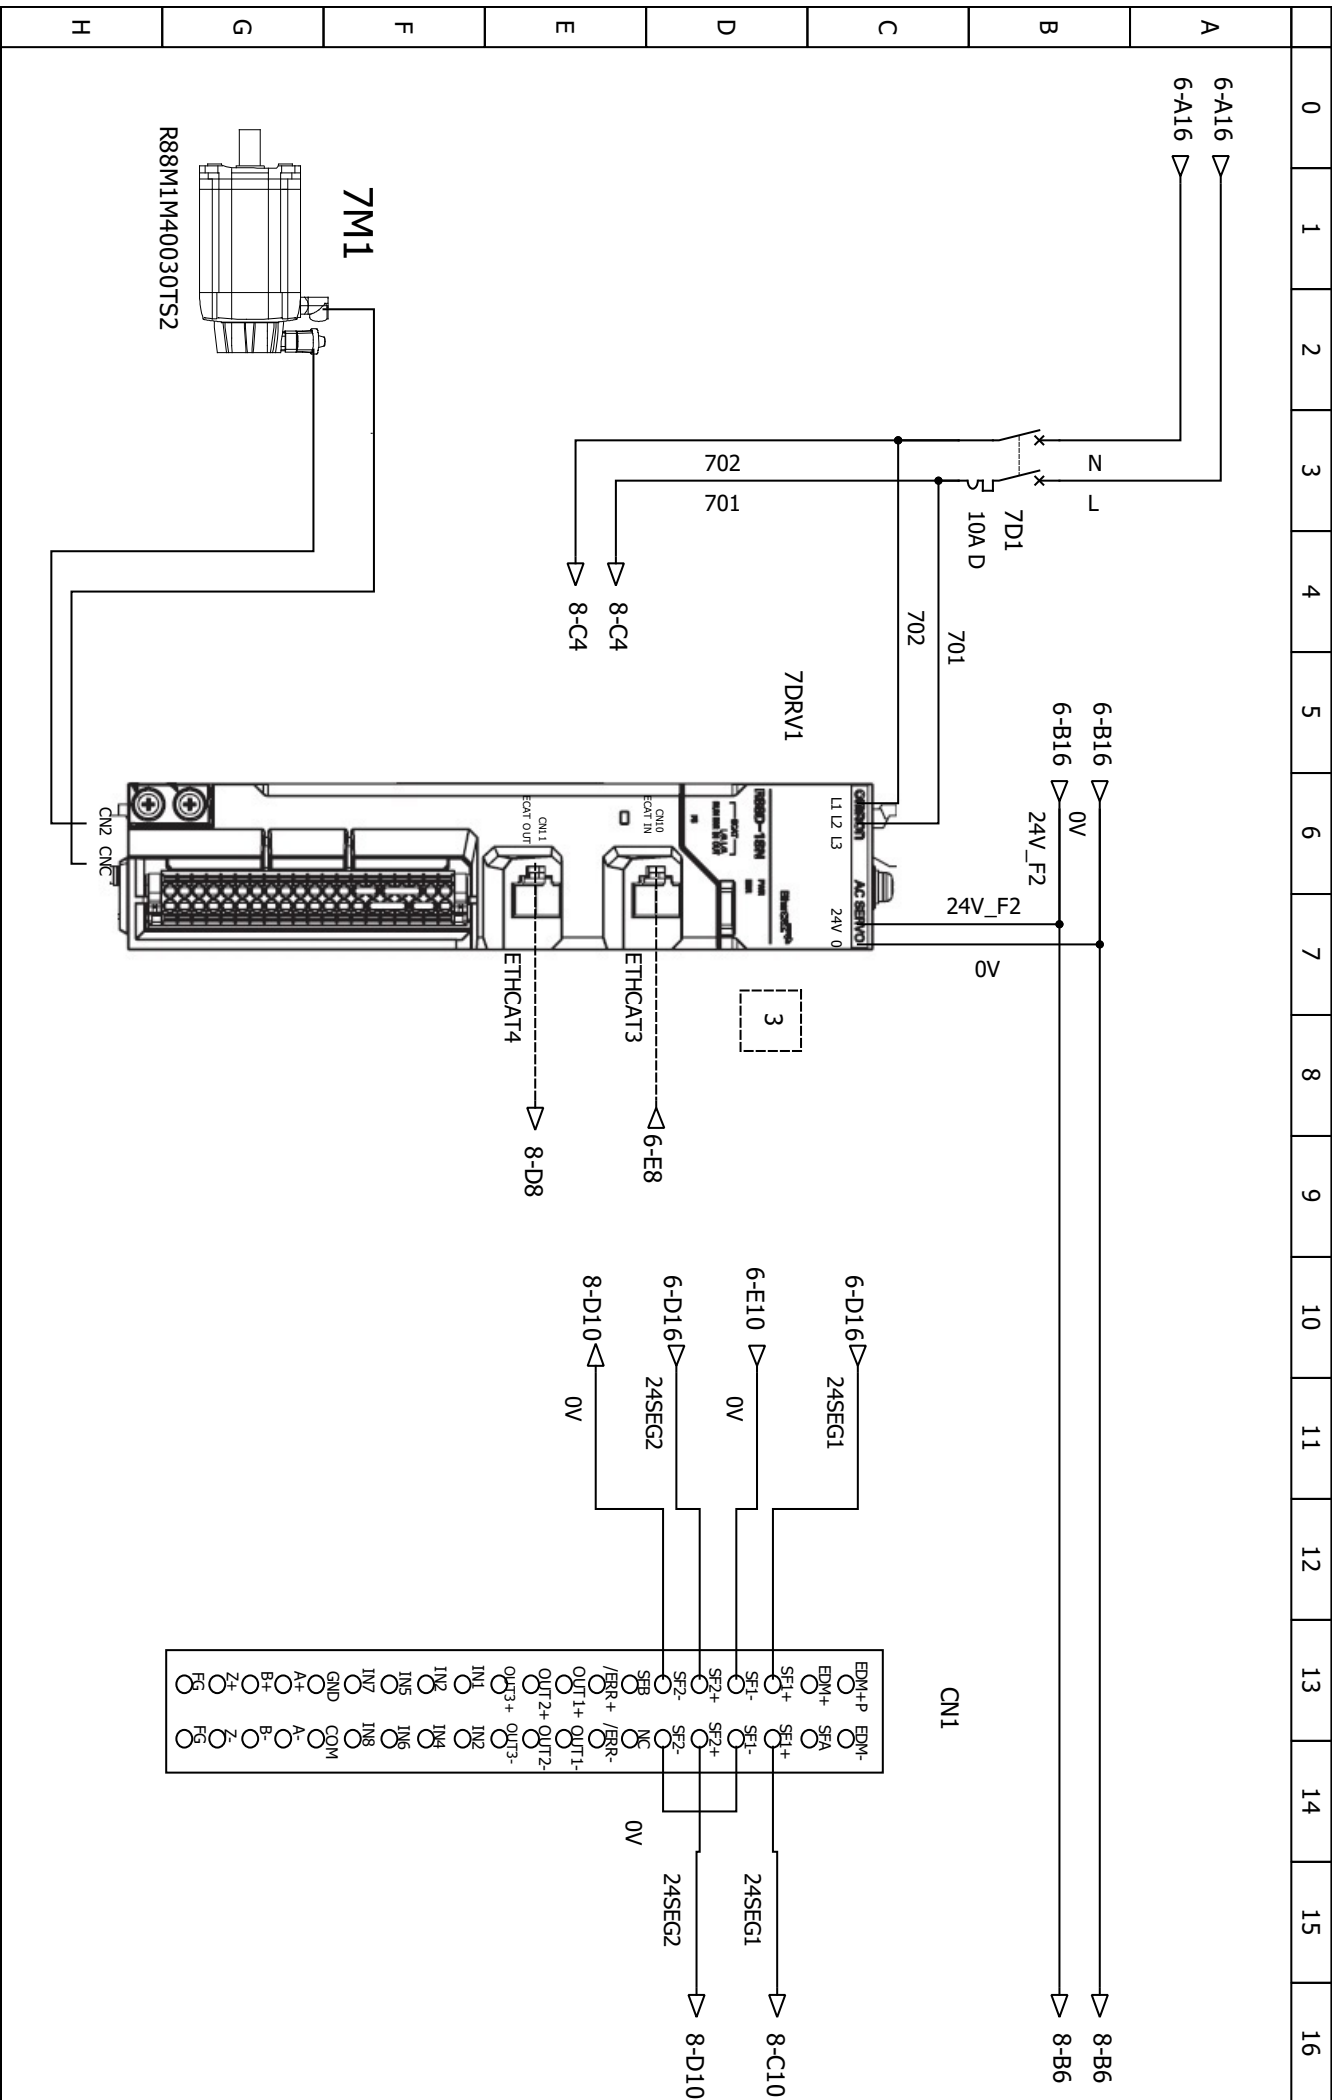 0 1 2 3 4 5 6 7 8 9 10 11 12 13 14 15 16
A
B
C
D
E
F
G
H
6-A16
6-A16
N
L
7D1
10A D
702
701
8-C4
8-C4
701
702
6-B16
6-B16
0V
24V_F2
24V_F2
0V
8-B6
8-B6
7M1
R88M1M40030TS2
7DRV1
OMRON AC SERVO
L1 L2 L3 24V 0
R88D-1SN
EtherCAT
CN10
ECAT IN
CN11
ECAT OUT
CN2 CNC
3
ETHCAT3
6-E8
ETHCAT4
8-D8
6-D16
24SEG1
6-E10
0V
6-D16
24SEG2
8-D10
0V
CN1
EDM+P EDM-
EDM+ SFA
SF1+ SF1+
SF1- SF1-
SF2+ SF2+
SF2- SF2-
SFB NC
/ERR+ /ERR-
OUT1+ OUT1-
OUT2+ OUT2-
OUT3+ OUT3-
IN1 IN2
IN2 IN4
IN5 IN6
IN7 IN8
GND COM
A+ A-
B+ B-
Z+ Z-
FG FG
0V
24SEG1
8-C10
24SEG2
8-D10